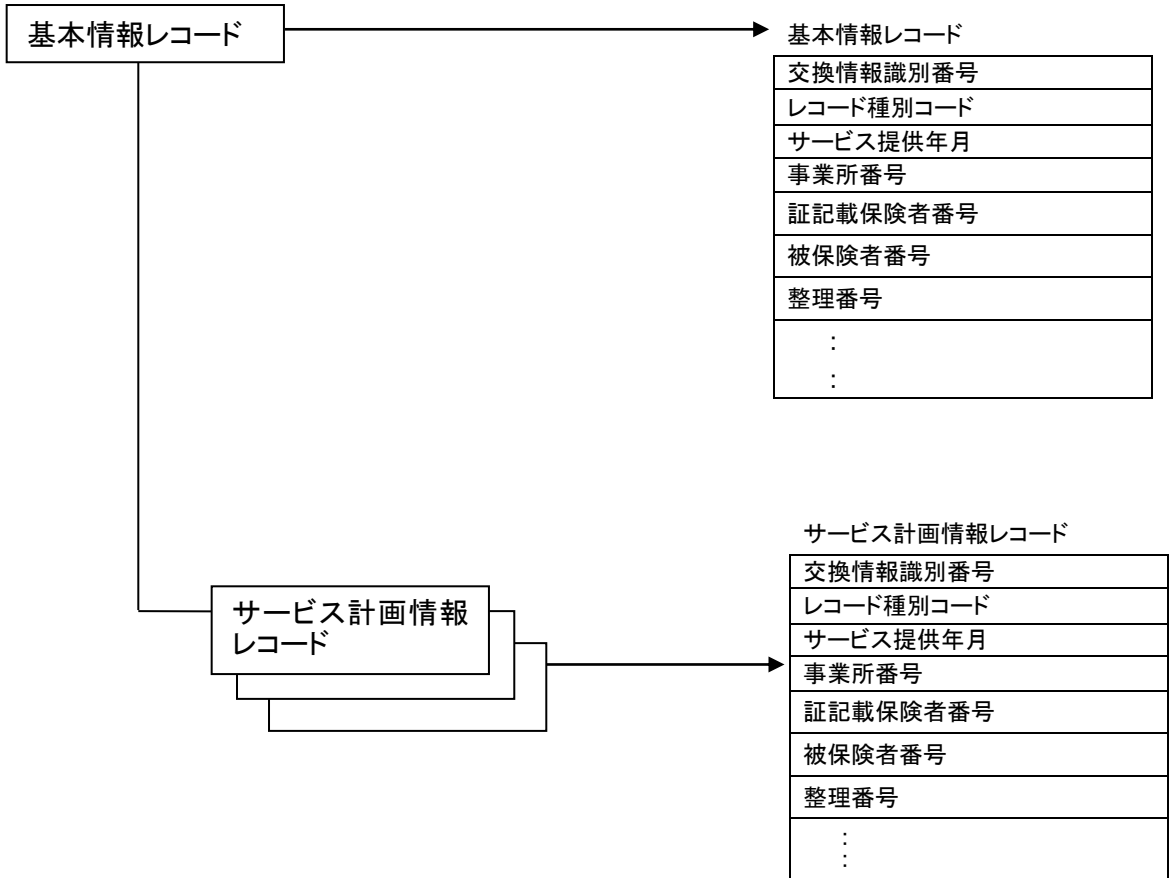 基本情報レコード
基本情報レコード
交換情報識別番号
レコード種別コード
サービス提供年月
事業所番号
証記載保険者番号
被保険者番号
整理番号
:
:
サービス計画情報
レコード
サービス計画情報レコード
交換情報識別番号
レコード種別コード
サービス提供年月
事業所番号
証記載保険者番号
被保険者番号
整理番号
:
: